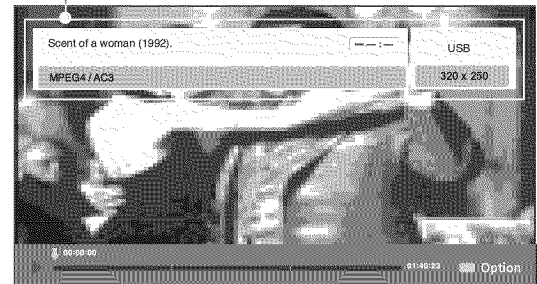 Scent of a woman (1992).
--.-- : --
USB
MPEG4 / AC3
320 x 250
00:00:00
01:40:23
Option